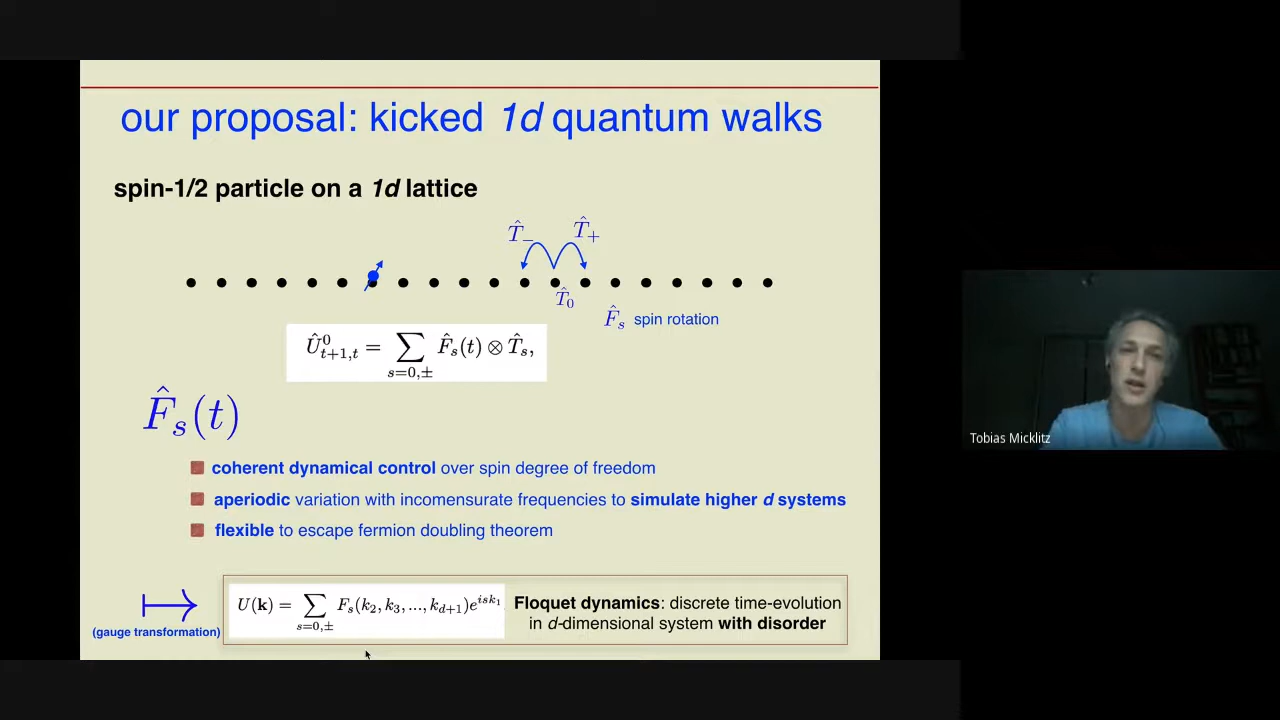 our proposal: kicked 1d quantum walks
spin-1/2 particle on a 1d lattice
T̂₋ T̂₊
T̂₀
F̂ₛ spin rotation
Û⁰ₜ₊₁,ₜ = ∑ₛ₌₀,± F̂ₛ(t) ⊗ T̂ₛ,
F̂ₛ(t)
coherent dynamical control over spin degree of freedom
aperiodic variation with incomensurate frequencies to simulate higher d systems
flexible to escape fermion doubling theorem
(gauge transformation)
U(k) = ∑ₛ₌₀,± Fₛ(k₂, k₃, ..., k_{d+1})e^{isk₁}
Floquet dynamics: discrete time-evolution
in d-dimensional system with disorder
Tobias Micklitz